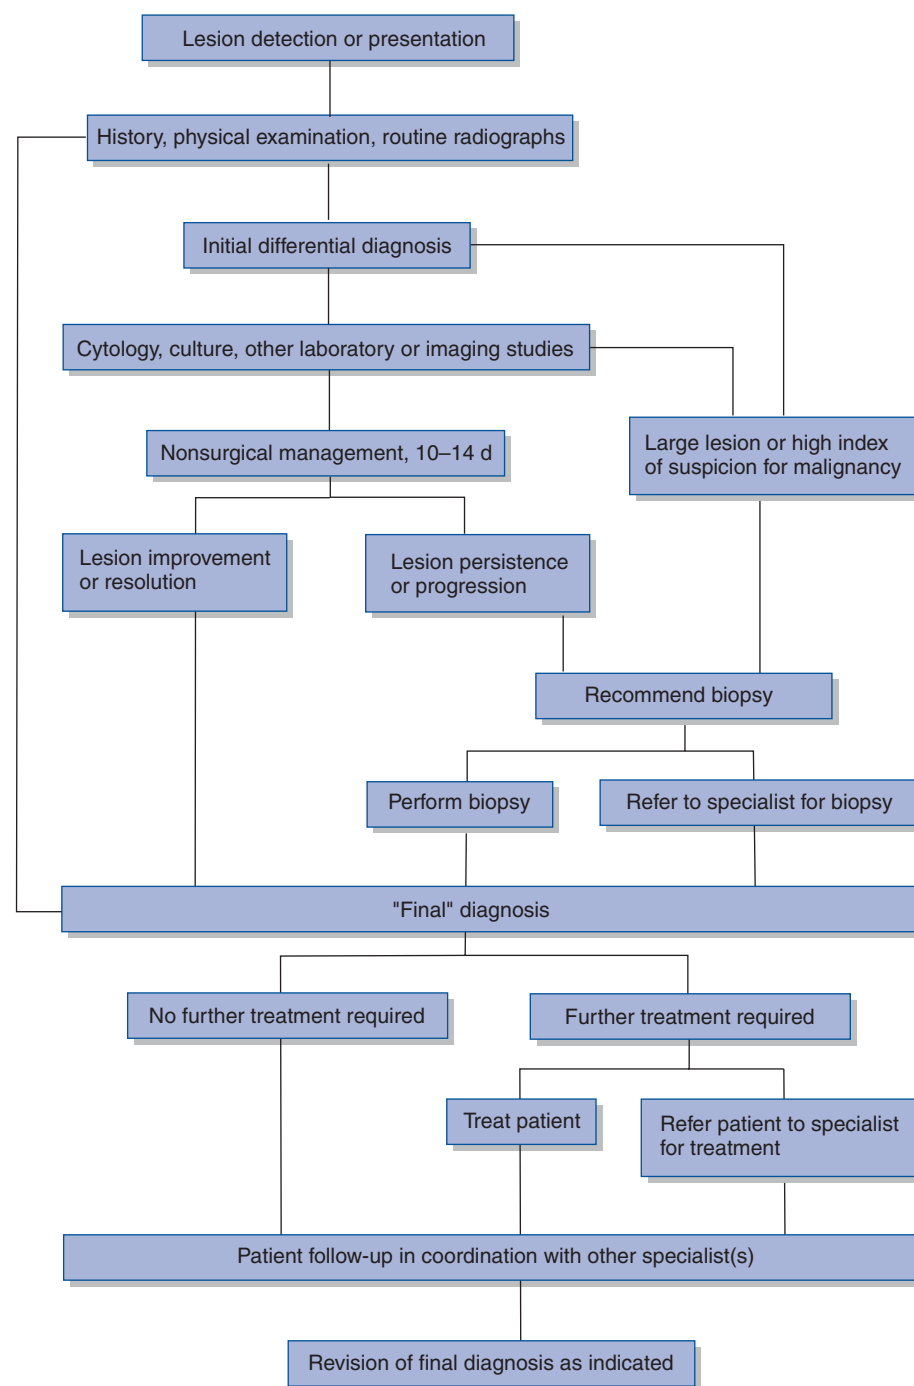 Lesion detection or presentation
History, physical examination, routine radiographs
Initial differential diagnosis
Cytology, culture, other laboratory or imaging studies
Nonsurgical management, 10–14 d
Large lesion or high index
of suspicion for malignancy
Lesion improvement
or resolution
Lesion persistence
or progression
Recommend biopsy
Perform biopsy
Refer to specialist for biopsy
"Final" diagnosis
No further treatment required
Further treatment required
Treat patient
Refer patient to specialist
for treatment
Patient follow-up in coordination with other specialist(s)
Revision of final diagnosis as indicated